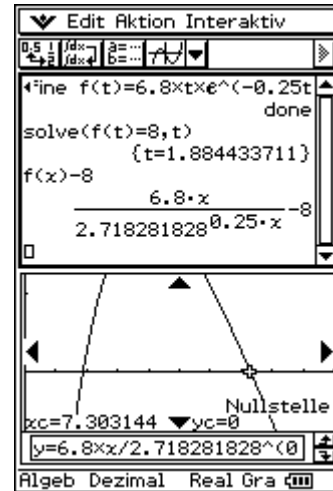 Edit Aktion Interaktiv
fine f(t)=6.8×t×e^(-0.25t
done
solve(f(t)=8,t)
{t=1.884433711}
f(x)-8
6.8·x
2.718281828^0.25·x -8
Nullstelle
xc=7.303144 yc=0
y=6.8×x/2.718281828^(0
Algeb Dezimal Real Gra